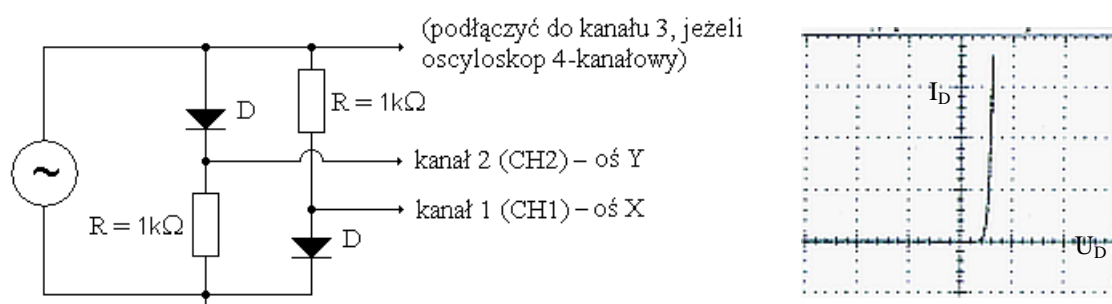 (podłączyć do kanału 3, jeżeli
oscyloskop 4-kanałowy)
D
R = 1kΩ
kanał 2 (CH2) – oś Y
R = 1kΩ
kanał 1 (CH1) – oś X
D
~
I_D
U_D